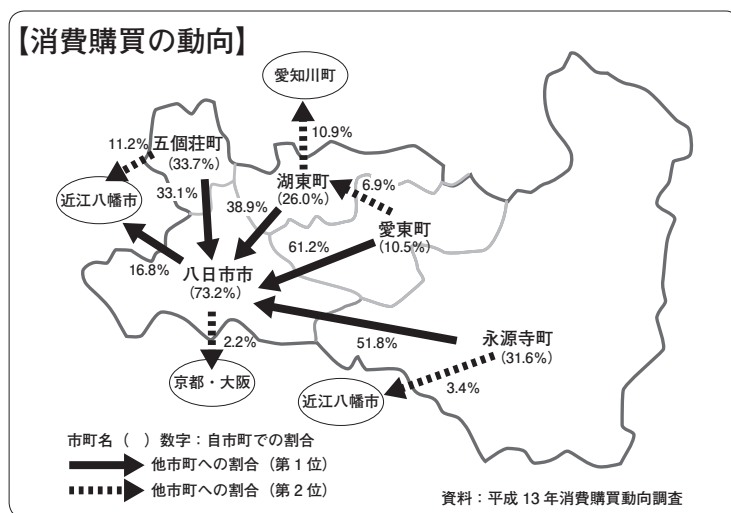 【消費購買の動向】
愛知川町
11.2%
五個荘町
(33.7%)
10.9%
近江八幡市
33.1%
38.9%
湖東町
(26.0%)
6.9%
愛東町
(10.5%)
61.2%
16.8%
八日市市
(73.2%)
2.2%
51.8%
永源寺町
(31.6%)
京都・大阪
近江八幡市
3.4%
市町名（　）数字：自市町での割合
他市町への割合（第1位）
他市町への割合（第2位）
資料：平成13年消費購買動向調査